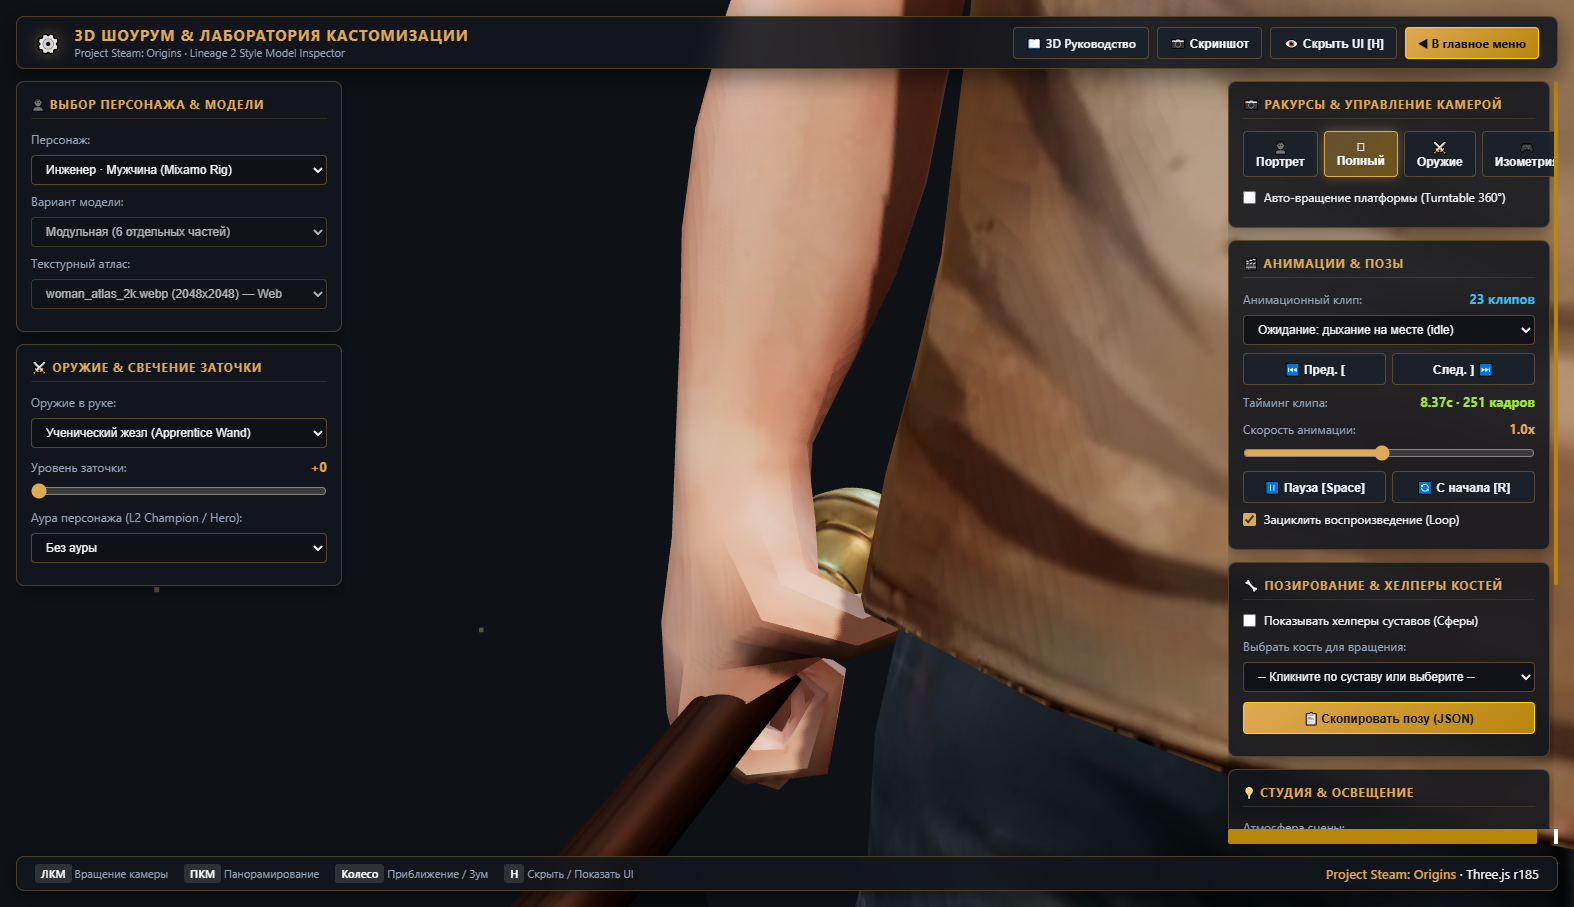 3D ШОУРУМ & ЛАБОРАТОРИЯ КАСТОМИЗАЦИИ
Project Steam: Origins · Lineage 2 Style Model Inspector
3D Руководство
Скриншот
Скрыть UI [H]
В главное меню
ВЫБОР ПЕРСОНАЖА & МОДЕЛИ
Персонаж:
Инженер · Мужчина (Mixamo Rig)
Вариант модели:
Модульная (6 отдельных частей)
Текстурный атлас:
woman_atlas_2k.webp (2048x2048) — Web
ОРУЖИЕ & СВЕЧЕНИЕ ЗАТОЧКИ
Оружие в руке:
Ученический жезл (Apprentice Wand)
Уровень заточки: +0
Аура персонажа (L2 Champion / Hero):
Без ауры
РАКУРСЫ & УПРАВЛЕНИЕ КАМЕРОЙ
Портрет
Полный
Оружие
Изометрия
Авто-вращение платформы (Turntable 360°)
АНИМАЦИИ & ПОЗЫ
Анимационный клип: 23 клипов
Ожидание: дыхание на месте (idle)
Пред. [
След. ]
Тайминг клипа: 8.37с · 251 кадров
Скорость анимации: 1.0x
Пауза [Space]
С начала [R]
Зациклить воспроизведение (Loop)
ПОЗИРОВАНИЕ & ХЕЛПЕРЫ КОСТЕЙ
Показывать хелперы суставов (Сферы)
Выбрать кость для вращения:
-- Кликните по суставу или выберите --
Скопировать позу (JSON)
СТУДИЯ & ОСВЕЩЕНИЕ
Атмосфера сцены:
ЛКМ Вращение камеры ПКМ Панорамирование Колесо Приближение / Зум H Скрыть / Показать UI
Project Steam: Origins · Three.js r185